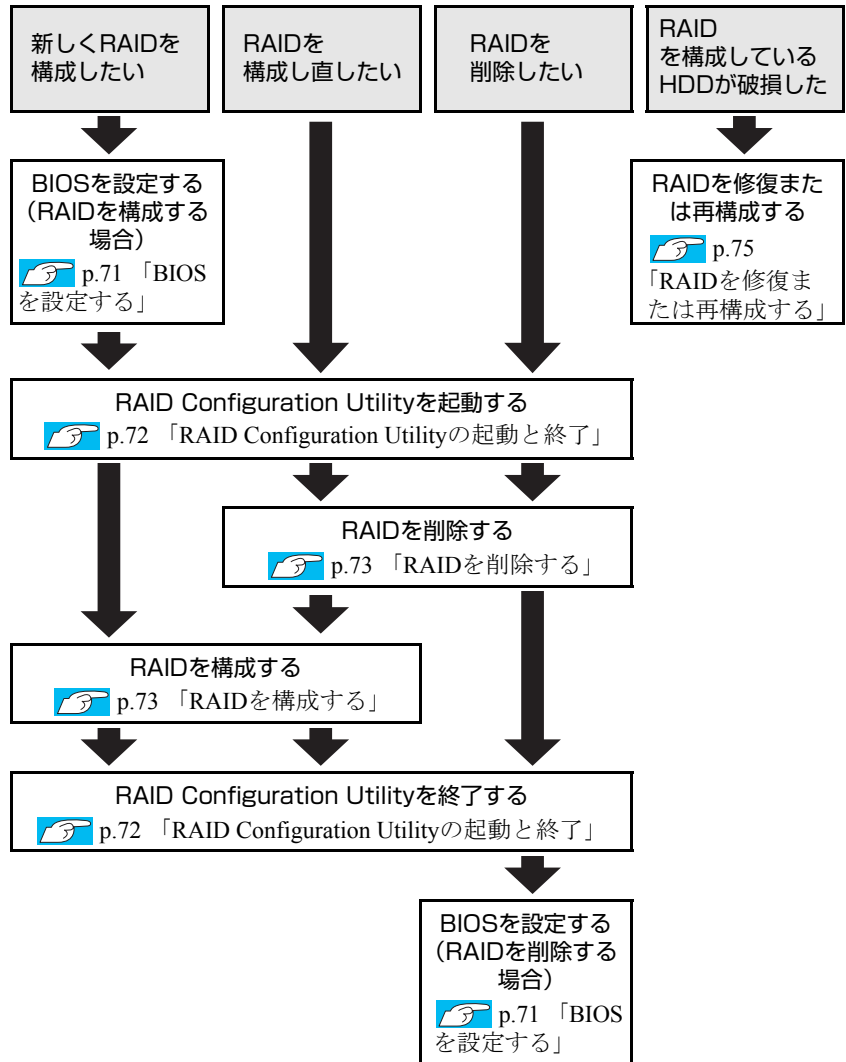 新しくRAIDを
構成したい
RAIDを
構成し直したい
RAIDを
削除したい
RAID
を構成している
HDDが破損した
BIOSを設定する
（RAIDを構成する
場合）
p.71 「BIOS
を設定する」
RAIDを修復また
は再構成する
p.75
「RAIDを修復ま
たは再構成する」
RAID Configuration Utilityを起動する
p.72 「RAID Configuration Utilityの起動と終了」
RAIDを削除する
p.73 「RAIDを削除する」
RAIDを構成する
p.73 「RAIDを構成する」
RAID Configuration Utilityを終了する
p.72 「RAID Configuration Utilityの起動と終了」
BIOSを設定する
（RAIDを削除する
場合）
p.71 「BIOS
を設定する」